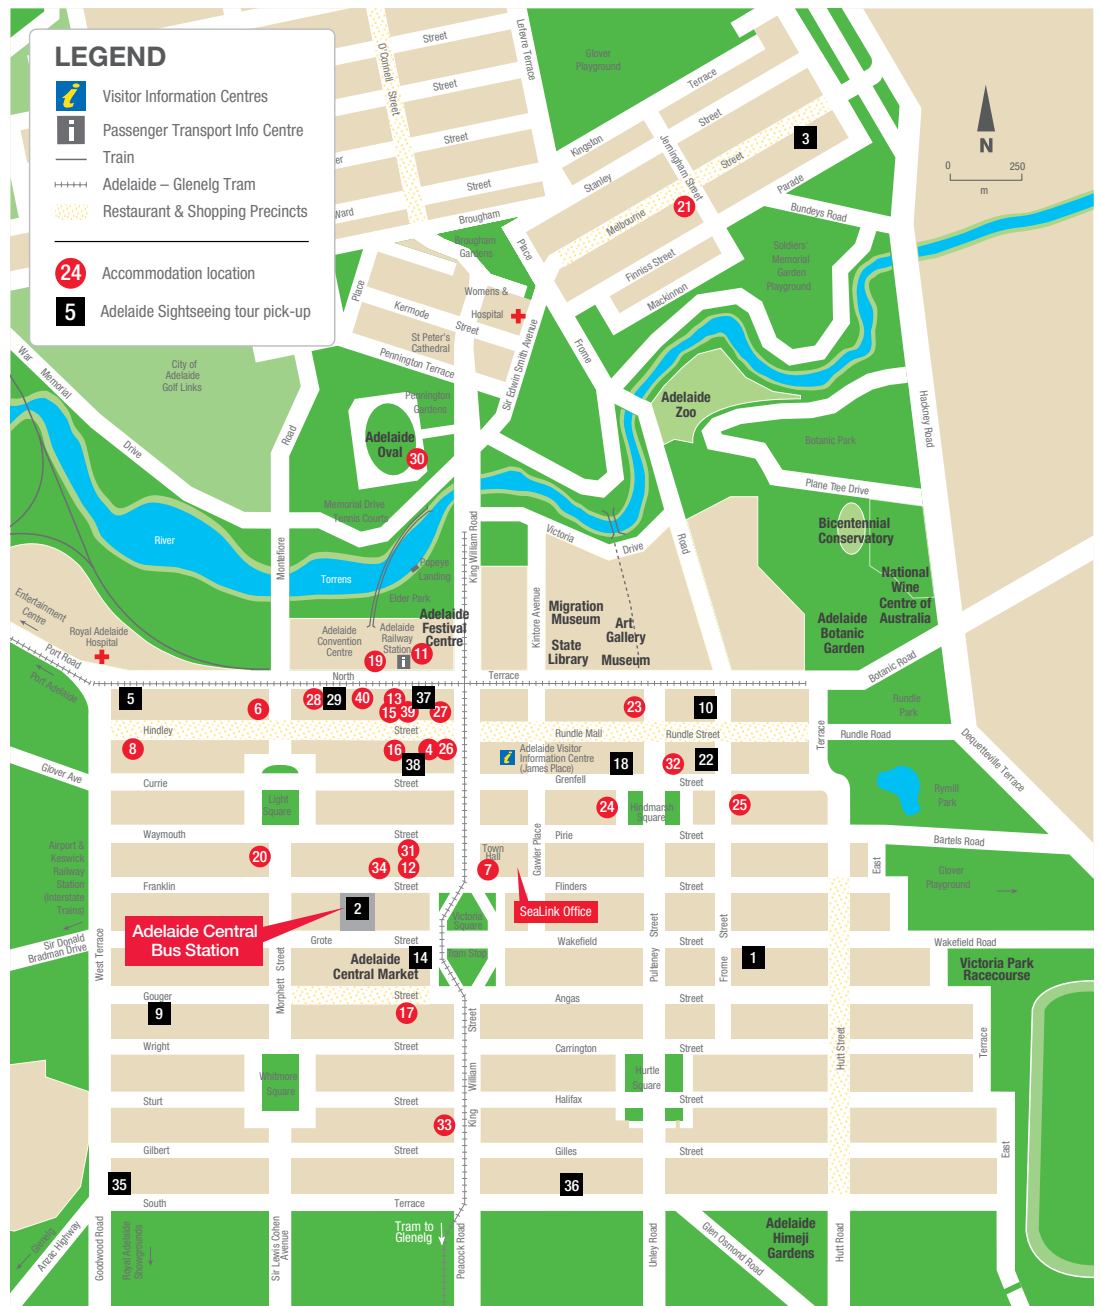 LEGEND
Visitor Information Centres
Passenger Transport Info Centre
Train
Adelaide – Glenelg Tram
Restaurant & Shopping Precincts
24
Accommodation location
5
Adelaide Sightseeing tour pick-up
Street
O'Connell
Street
Lefevre Terrace
Glover
Playground
Street
Street
Street
er
Ward
Brougham
Brougham
Gardens
Place
Place
Kingston
Terrace
Stanley
Street
Jerningham Street
Melbourne
Street
3
21
Parade
Finniss Street
Mackinnon
Bundeys Road
Soldiers'
Memorial
Garden
Playground
N
0
250
m
Womens &
Hospital
Kermode
Street
St Peter's
Cathedral
Pennington Terrace
Sir Edwin Smith Avenue
Frome
Road
War
Memorial
Drive
City of
Adelaide
Golf Links
Pennington
Gardens
Adelaide
Oval
30
Adelaide
Zoo
Botanic Park
Hackney Road
Plane Tree Drive
Montefiore
Road
Memorial Drive
Tennis Courts
King William Road
Victoria
Drive
Bicentennial
Conservatory
National
Wine
Centre of
Australia
River
Torrens
Popeye
Landing
Elder Park
Kintore Avenue
Migration
Museum
State
Library
Art
Gallery
Museum
Adelaide
Botanic
Garden
Botanic Road
Entertainment
Centre
Royal Adelaide
Hospital
Port Road
Port Adelaide
Adelaide
Convention
Centre
Adelaide
Railway
Station
Adelaide
Festival
Centre
19
11
North
Terrace
5
6
28
29
40
13
37
15
39
27
23
10
Rundle
Park
Terrace
Hindley
Street
Rundle Mall
Rundle Street
Rundle Road
Dequetteville Terrace
8
16
4
26
38
Adelaide Visitor
Information Centre
(James Place)
18
32
22
Glover Ave
Currie
Street
Grenfell
Street
Light
Square
24
Hindmarsh
Square
25
Rymill
Park
Waymouth
Street
Pirie
Street
Bartels Road
Airport &
Keswick
Railway
Station
(Interstate
Trains)
20
31
34
12
Town
Hall
7
Gawler Place
East
Glover
Playground
Franklin
Street
Flinders
Street
2
Adelaide Central
Bus Station
Victoria
Square
SeaLink Office
Sir Donald
Bradman Drive
West Terrace
Morphett
Street
Grote
Street
Wakefield
Street
Wakefield Road
Pulteney
Street
Frome
Street
Adelaide
Central Market
14
Tram Stop
1
Victoria Park
Racecourse
Gouger
Street
Angas
Street
9
17
Wright
Street
Carrington
Street
Hutt Street
Terrace
Whitmore
Square
King
William
Street
Hurtle
Square
Sturt
Street
Halifax
Street
33
Gilbert
Street
Gilles
Street
East
35
36
South
Terrace
Glenelg
Anzac Highway
Goodwood Road
Royal Adelaide
Showgrounds
Sir Lewis Cohen
Avenue
Tram to
Glenelg
Peacock Road
Unley Road
Glen Osmond Road
Adelaide
Himeji
Gardens
Hutt Road